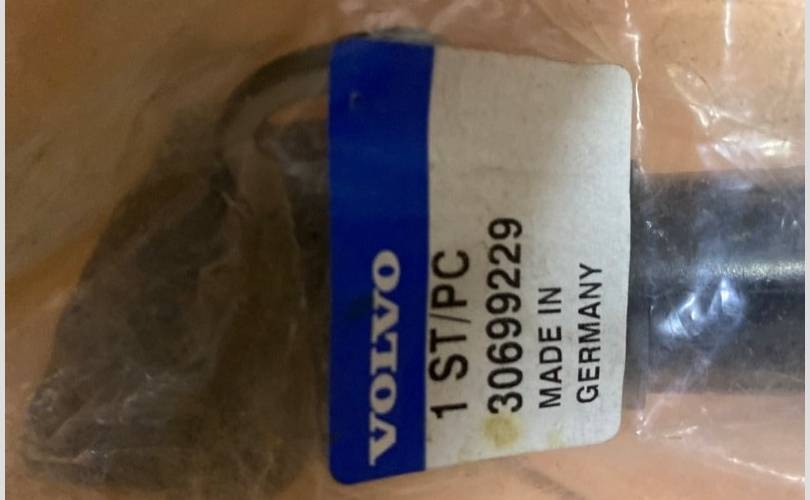 VOLVO
1 ST/PC
30699229
MADE IN
GERMANY